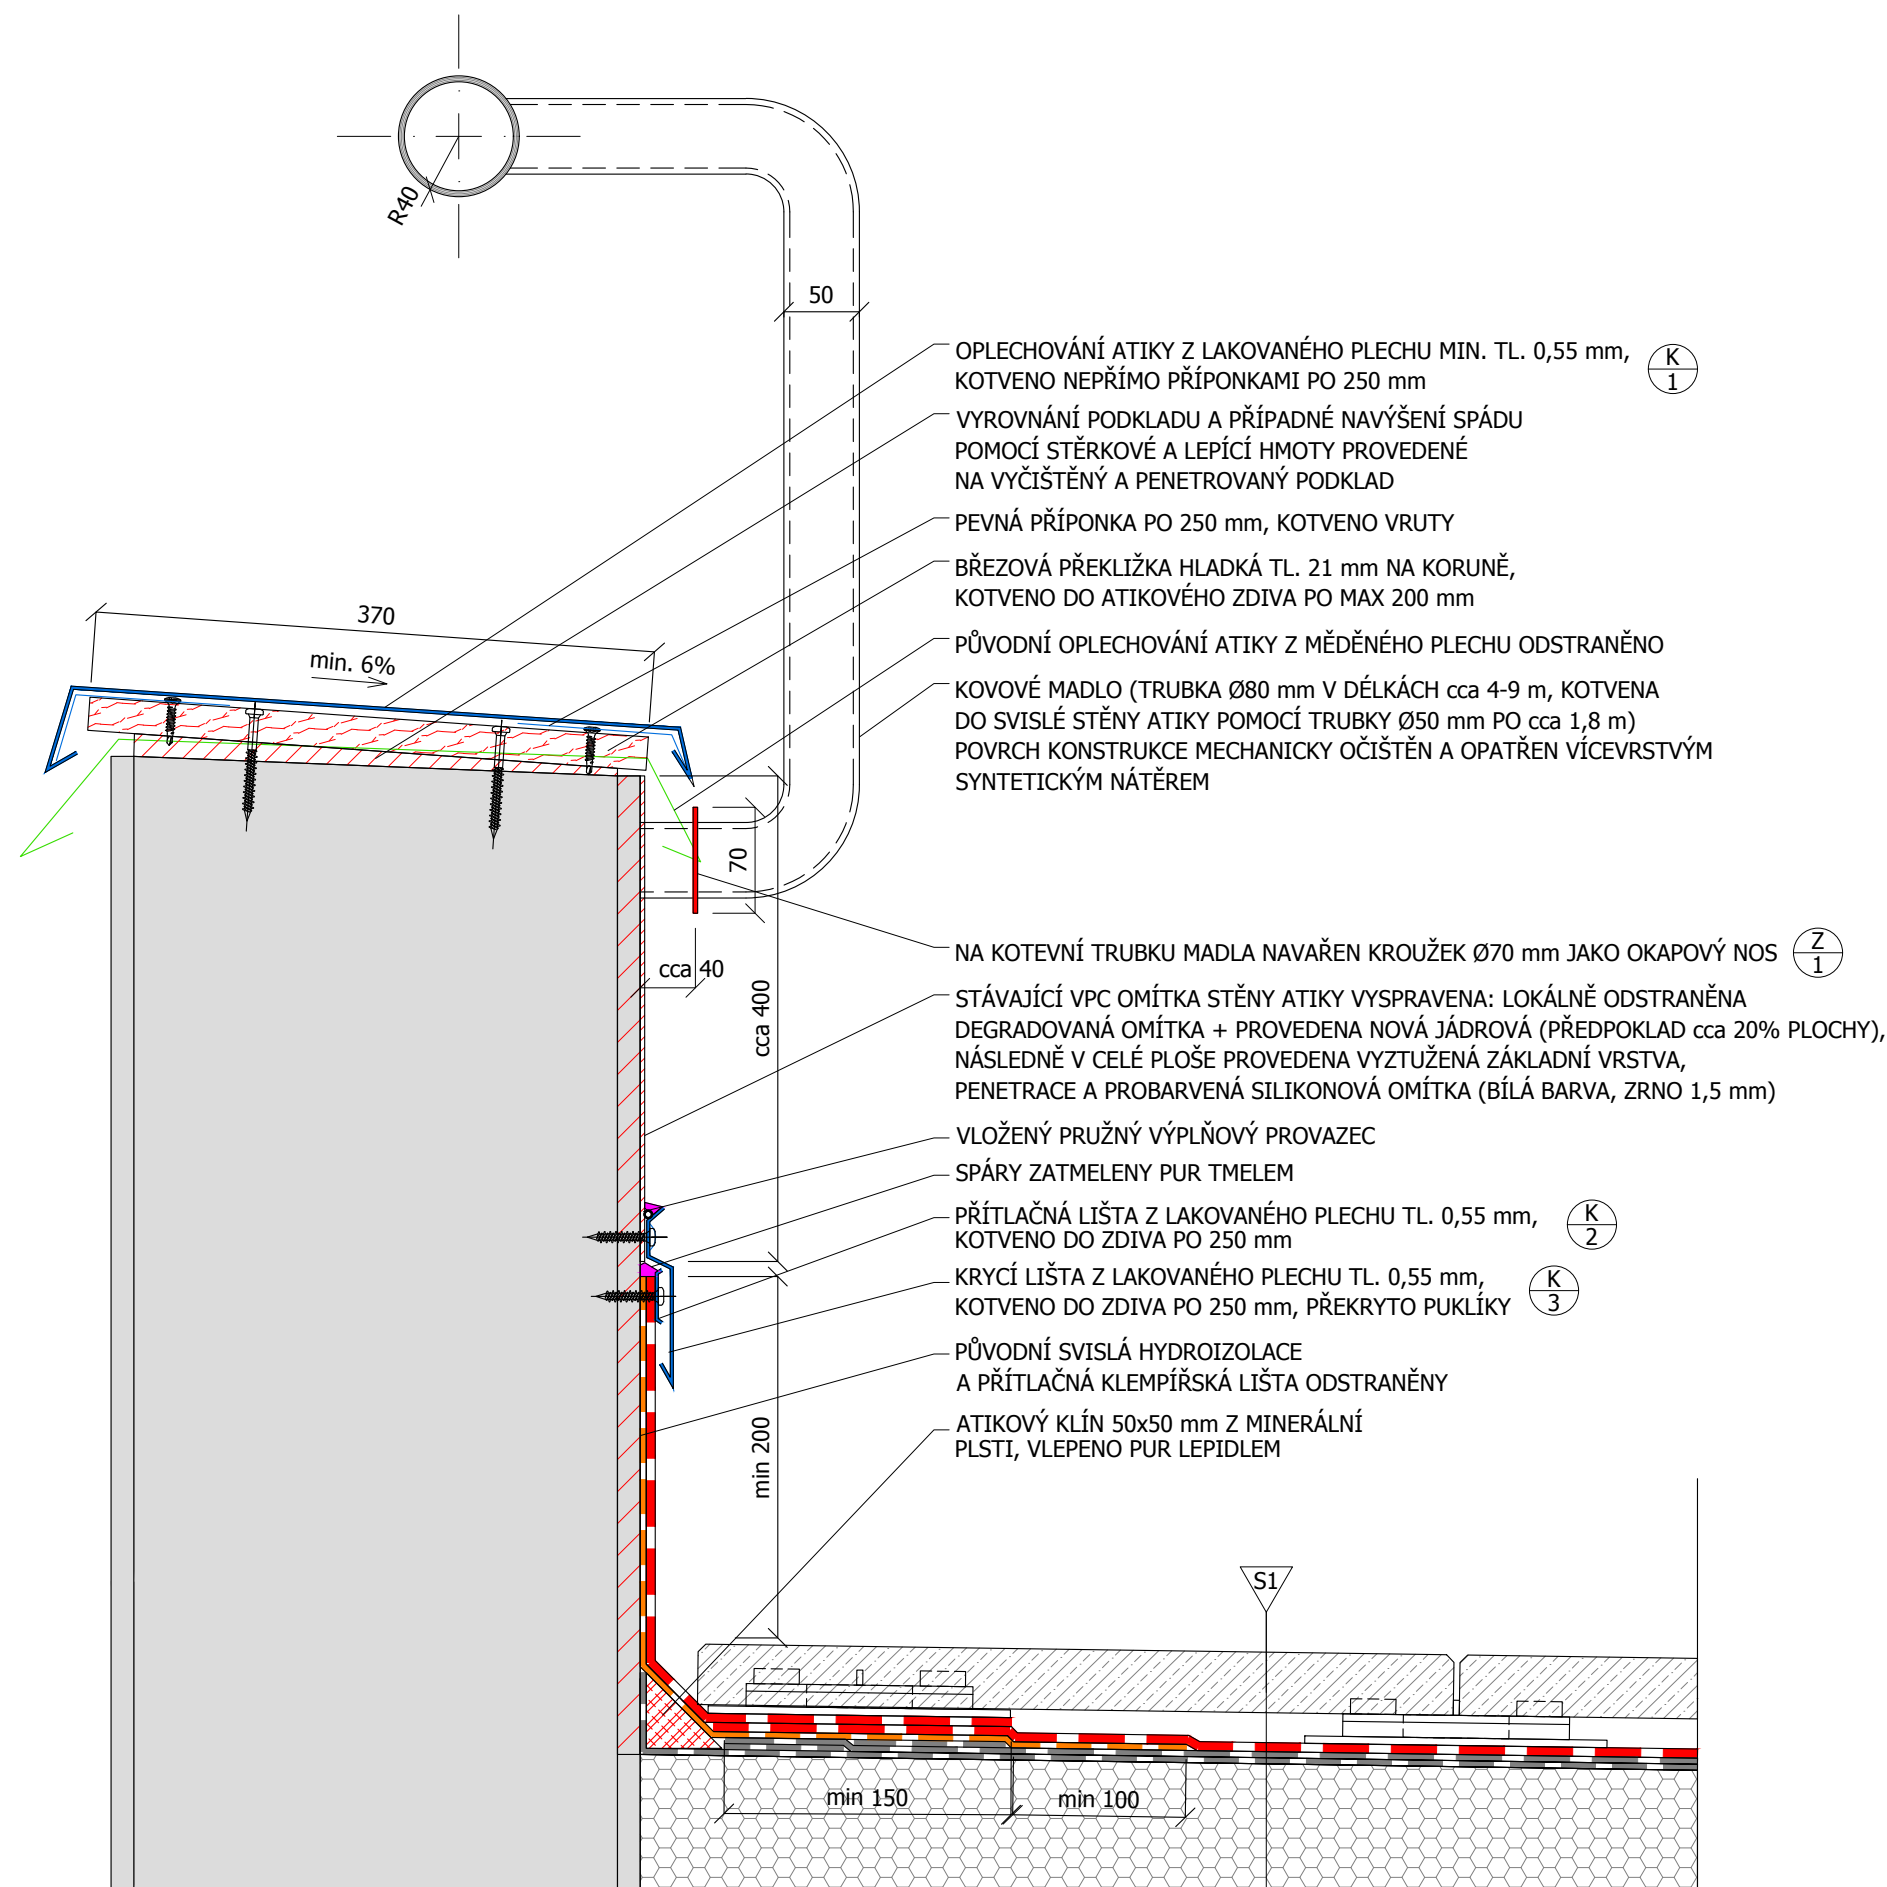 R40
50
OPLECHOVÁNÍ ATIKY Z LAKOVANÉHO PLECHU MIN. TL. 0,55 mm,
KOTVENO NEPŘÍMO PŘÍPONKAMI PO 250 mm
K
1
VYROVNÁNÍ PODKLADU A PŘÍPADNÉ NAVÝŠENÍ SPÁDU
POMOCÍ STĚRKOVÉ A LEPÍCÍ HMOTY PROVEDENÉ
NA VYČIŠTĚNÝ A PENETROVANÝ PODKLAD
PEVNÁ PŘÍPONKA PO 250 mm, KOTVENO VRUTY
BŘEZOVÁ PŘEKLIŽKA HLADKÁ TL. 21 mm NA KORUNĚ,
KOTVENO DO ATIKOVÉHO ZDIVA PO MAX 200 mm
PŮVODNÍ OPLECHOVÁNÍ ATIKY Z MĚDĚNÉHO PLECHU ODSTRANĚNO
KOVOVÉ MADLO (TRUBKA Ø80 mm V DÉLKÁCH cca 4-9 m, KOTVENA
DO SVISLÉ STĚNY ATIKY POMOCÍ TRUBKY Ø50 mm PO cca 1,8 m)
POVRCH KONSTRUKCE MECHANICKY OČIŠTĚN A OPATŘEN VÍCEVRSTVÝM
SYNTETICKÝM NÁTĚREM
370
min. 6%
70
cca 40
cca 400
NA KOTEVNÍ TRUBKU MADLA NAVAŘEN KROUŽEK Ø70 mm JAKO OKAPOVÝ NOS
Z
1
STÁVAJÍCÍ VPC OMÍTKA STĚNY ATIKY VYSPRAVENA: LOKÁLNĚ ODSTRANĚNA
DEGRADOVANÁ OMÍTKA + PROVEDENA NOVÁ JÁDROVÁ (PŘEDPOKLAD cca 20% PLOCHY),
NÁSLEDNĚ V CELÉ PLOŠE PROVEDENA VYZTUŽENÁ ZÁKLADNÍ VRSTVA,
PENETRACE A PROBARVENÁ SILIKONOVÁ OMÍTKA (BÍLÁ BARVA, ZRNO 1,5 mm)
VLOŽENÝ PRUŽNÝ VÝPLŇOVÝ PROVAZEC
SPÁRY ZATMELENY PUR TMELEM
PŘÍTLAČNÁ LIŠTA Z LAKOVANÉHO PLECHU TL. 0,55 mm,
KOTVENO DO ZDIVA PO 250 mm
K
2
KRYCÍ LIŠTA Z LAKOVANÉHO PLECHU TL. 0,55 mm,
KOTVENO DO ZDIVA PO 250 mm, PŘEKRYTO PUKLÍKY
K
3
PŮVODNÍ SVISLÁ HYDROIZOLACE
A PŘÍTLAČNÁ KLEMPÍŘSKÁ LIŠTA ODSTRANĚNY
ATIKOVÝ KLÍN 50x50 mm Z MINERÁLNÍ
PLSTI, VLEPENO PUR LEPIDLEM
min 200
S1
min 150
min 100